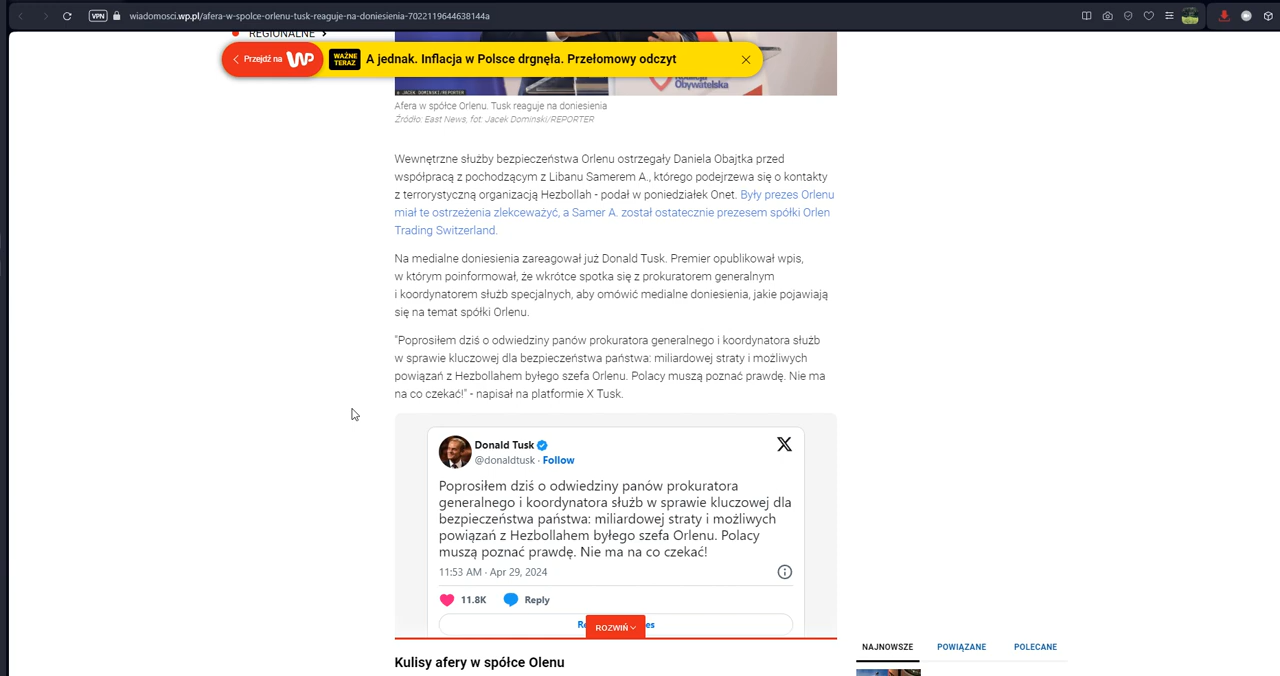 VPN
wiadomosci.wp.pl/afera-w-spolce-orlenu-tusk-reaguje-na-doniesienia-7022119644638144a
REGIONALNE
Przejdź na WP
WAŻNE TERAZ
A jednak. Inflacja w Polsce drgnęła. Przełomowy odczyt
Obywatelska
JACEK DOMINSKI/REPORTER
Afera w spółce Orlenu. Tusk reaguje na doniesienia
Źródło: East News, fot: Jacek Dominski/REPORTER
Wewnętrzne służby bezpieczeństwa Orlenu ostrzegały Daniela Obajtka przed
współpracą z pochodzącym z Libanu Samerem A., którego podejrzewa się o kontakty
z terrorystyczną organizacją Hezbollah - podał w poniedziałek Onet. Były prezes Orlenu
miał te ostrzeżenia zlekceważyć, a Samer A. został ostatecznie prezesem spółki Orlen
Trading Switzerland.
Na medialne doniesienia zareagował już Donald Tusk. Premier opublikował wpis,
w którym poinformował, że wkrótce spotka się z prokuratorem generalnym
i koordynatorem służb specjalnych, aby omówić medialne doniesienia, jakie pojawiają
się na temat spółki Orlenu.
"Poprosiłem dziś o odwiedziny panów prokuratora generalnego i koordynatora służb
w sprawie kluczowej dla bezpieczeństwa państwa: miliardowej straty i możliwych
powiązań z Hezbollahem byłego szefa Orlenu. Polacy muszą poznać prawdę. Nie ma
na co czekać!" - napisał na platformie X Tusk.
Donald Tusk
@donaldtusk · Follow
Poprosiłem dziś o odwiedziny panów prokuratora
generalnego i koordynatora służb w sprawie kluczowej dla
bezpieczeństwa państwa: miliardowej straty i możliwych
powiązań z Hezbollahem byłego szefa Orlenu. Polacy
muszą poznać prawdę. Nie ma na co czekać!
11:53 AM · Apr 29, 2024
11.8K Reply
ROZWIŃ
Kulisy afery w spółce Olenu
NAJNOWSZE POWIĄZANE POLECANE